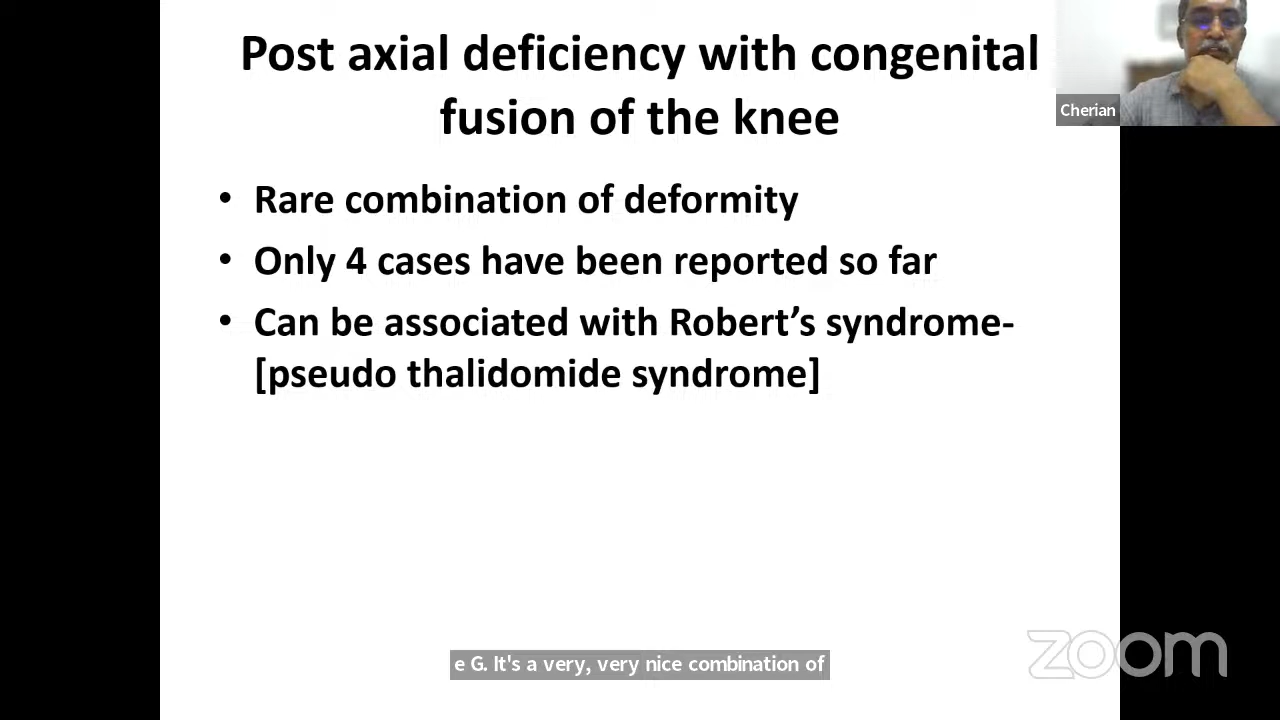 Post axial deficiency with congenital
fusion of the knee
Cherian
• Rare combination of deformity
• Only 4 cases have been reported so far
• Can be associated with Robert’s syndrome-
[pseudo thalidomide syndrome]
e G. It's a very, very nice combination of
zoom